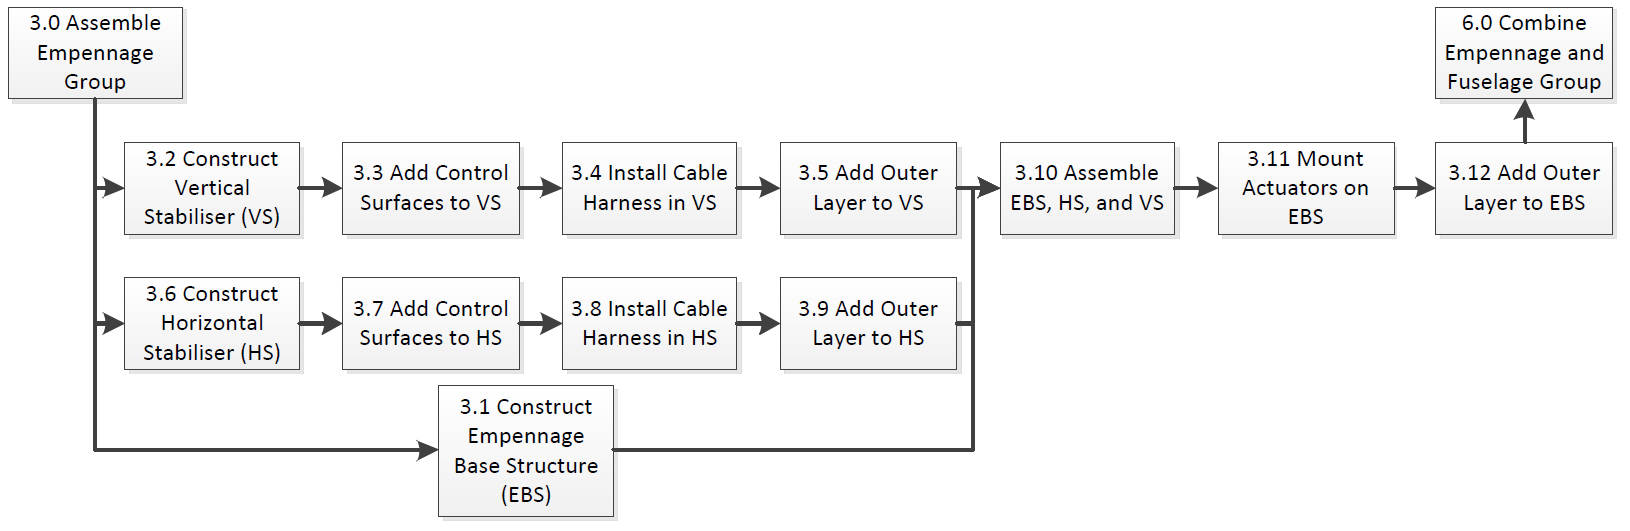 3.0 Assemble
Empennage
Group
6.0 Combine
Empennage and
Fuselage Group
3.2 Construct
Vertical
Stabiliser (VS)
3.3 Add Control
Surfaces to VS
3.4 Install Cable
Harness in VS
3.5 Add Outer
Layer to VS
3.10 Assemble
EBS, HS, and VS
3.11 Mount
Actuators on
EBS
3.12 Add Outer
Layer to EBS
3.6 Construct
Horizontal
Stabiliser (HS)
3.7 Add Control
Surfaces to HS
3.8 Install Cable
Harness in HS
3.9 Add Outer
Layer to HS
3.1 Construct
Empennage
Base Structure
(EBS)